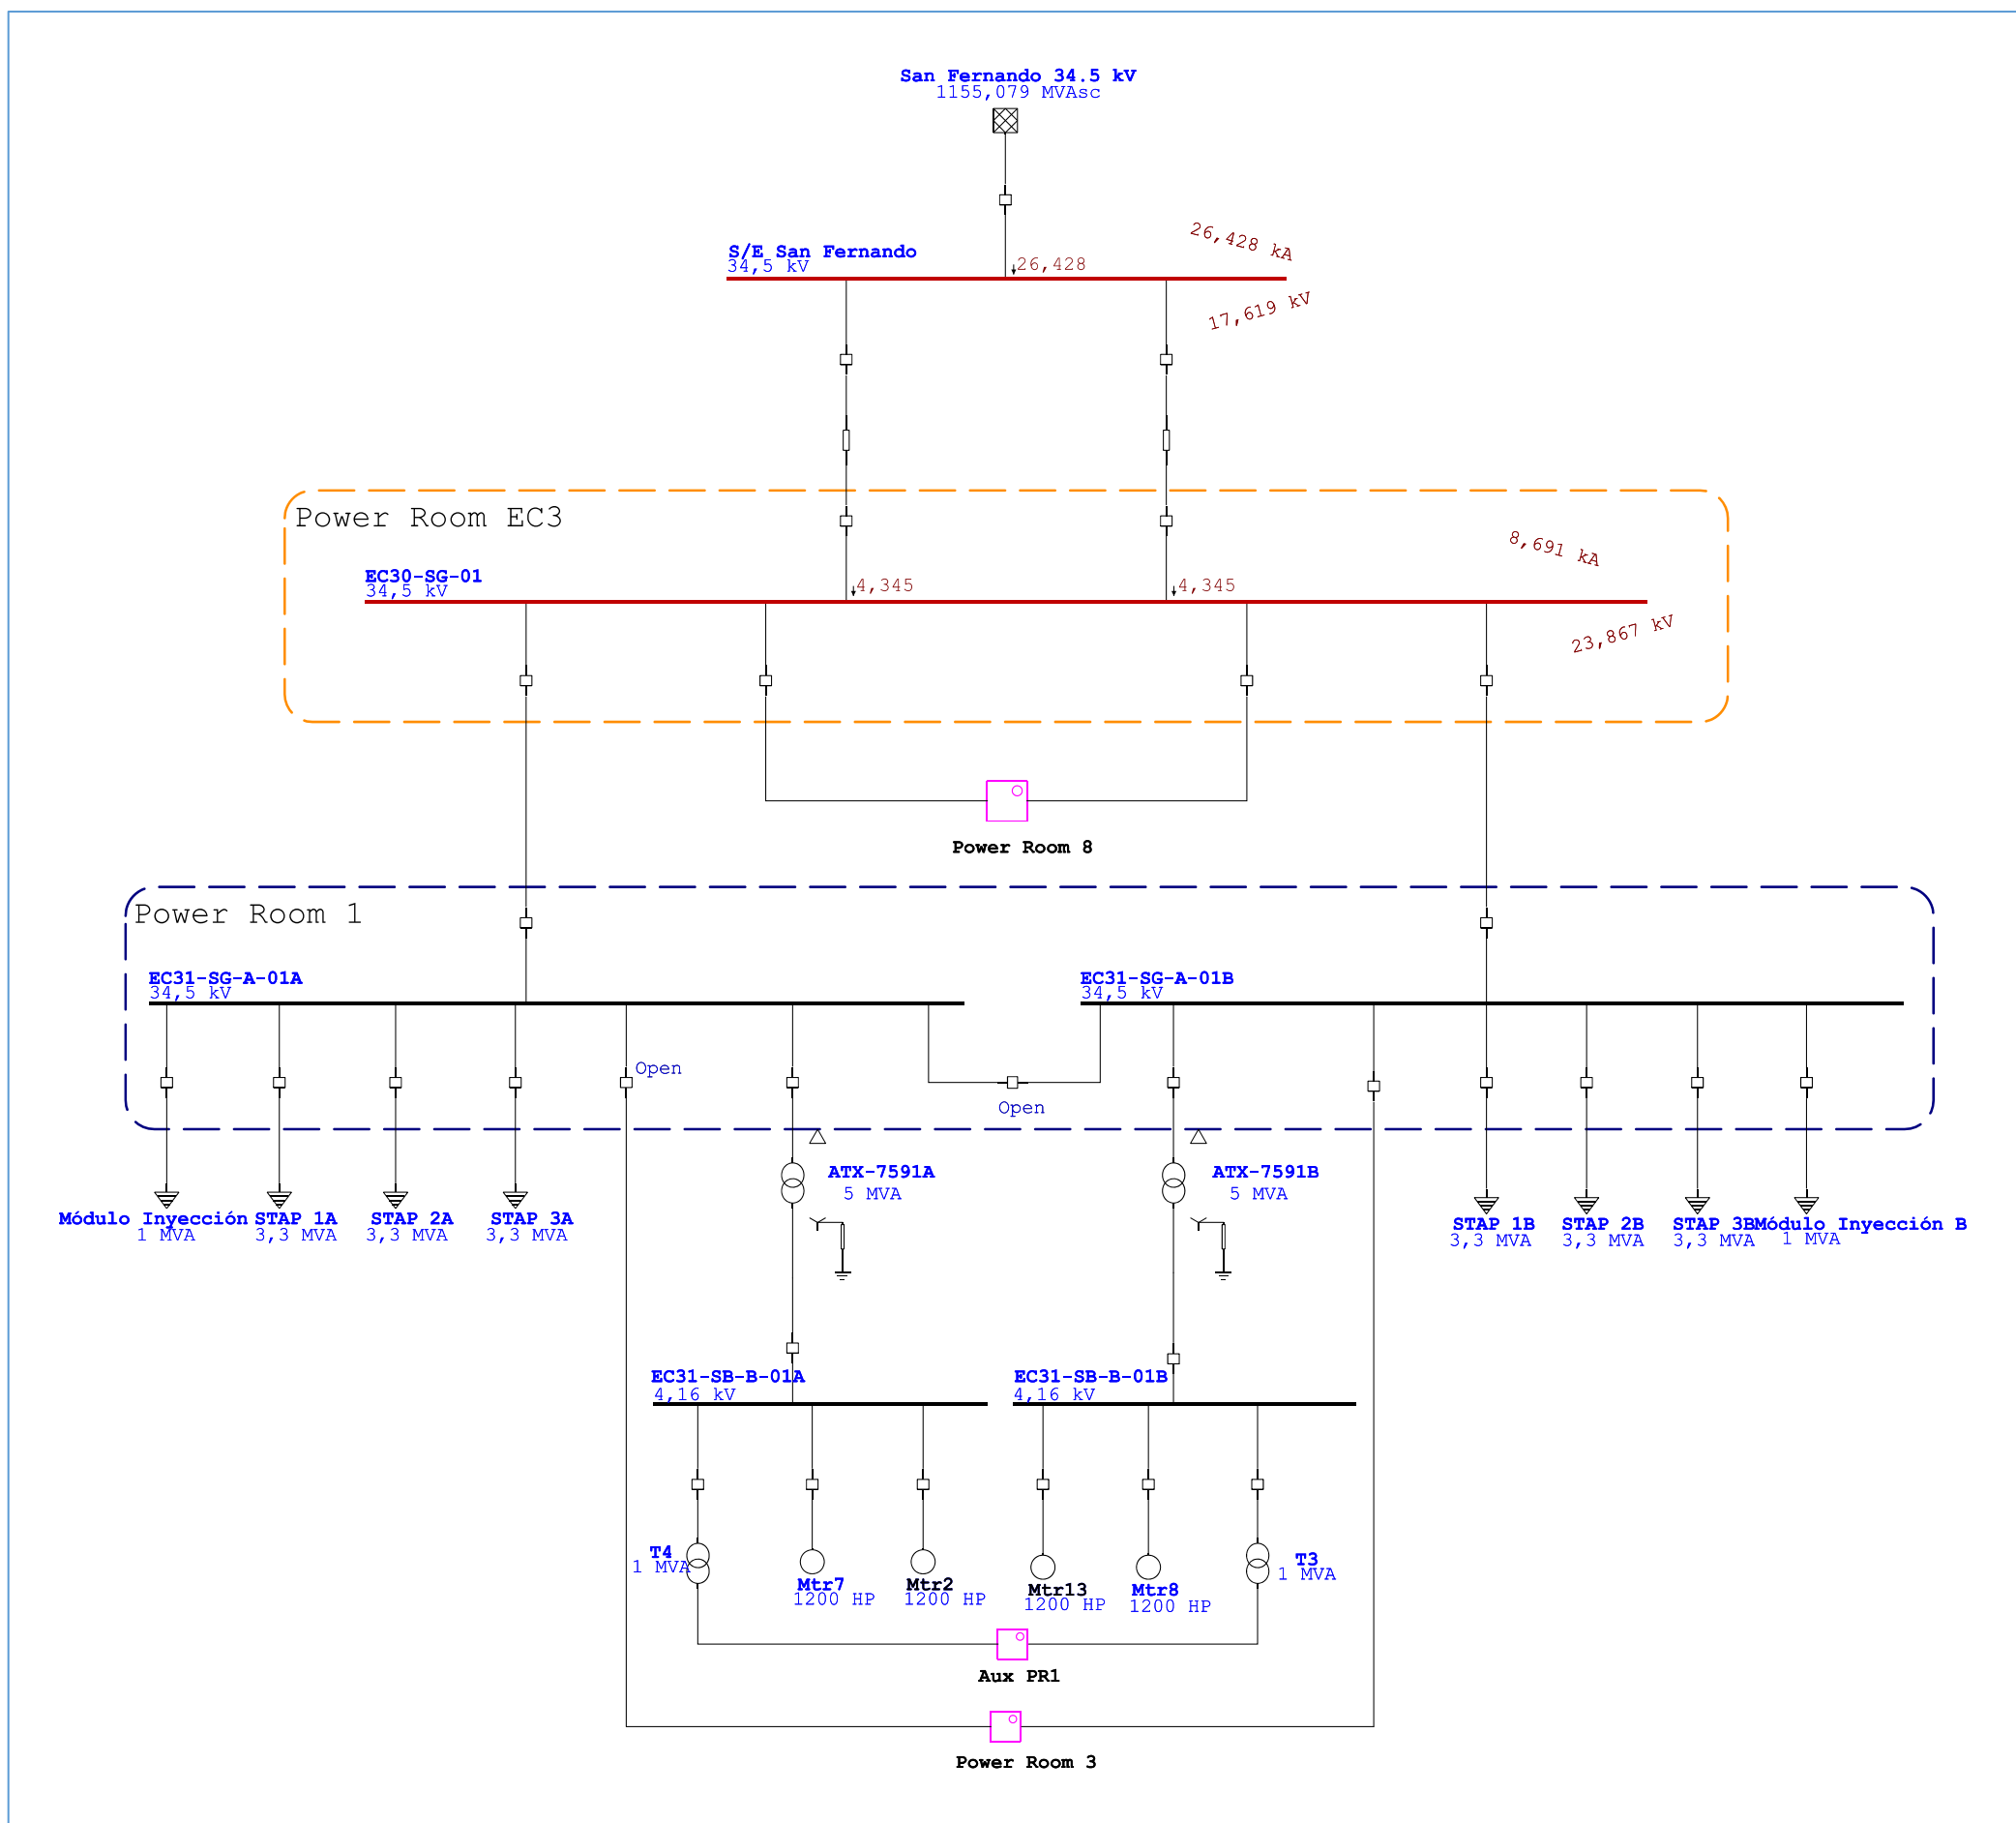 San Fernando 34.5 kV
1155,079 MVAsc
26,428 kA
S/E San Fernando
34,5 kV
26,428
17,619 kV
Power Room EC3
8,691 kA
EC30-SG-01
34,5 kV
4,345
4,345
23,867 kV
Power Room 8
Power Room 1
EC31-SG-A-01A
34,5 kV
EC31-SG-A-01B
34,5 kV
Open
Open
ATX-7591A
5 MVA
ATX-7591B
5 MVA
Módulo Inyección
1 MVA
STAP 1A
3,3 MVA
STAP 2A
3,3 MVA
STAP 3A
3,3 MVA
STAP 1B
3,3 MVA
STAP 2B
3,3 MVA
STAP 3B
3,3 MVA
Módulo Inyección B
1 MVA
EC31-SB-B-01A
4,16 kV
EC31-SB-B-01B
4,16 kV
T4
1 MVA
Mtr7
1200 HP
Mtr2
1200 HP
Mtr13
1200 HP
Mtr8
1200 HP
T3
1 MVA
Aux PR1
Power Room 3